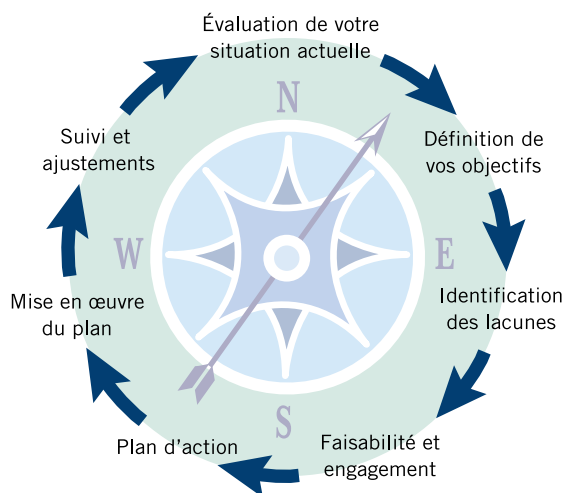 Évaluation de votre
situation actuelle
Définition de
vos objectifs
Identification
des lacunes
Faisabilité et
engagement
Plan d'action
Mise en œuvre
du plan
Suivi et
ajustements
N
E
S
W